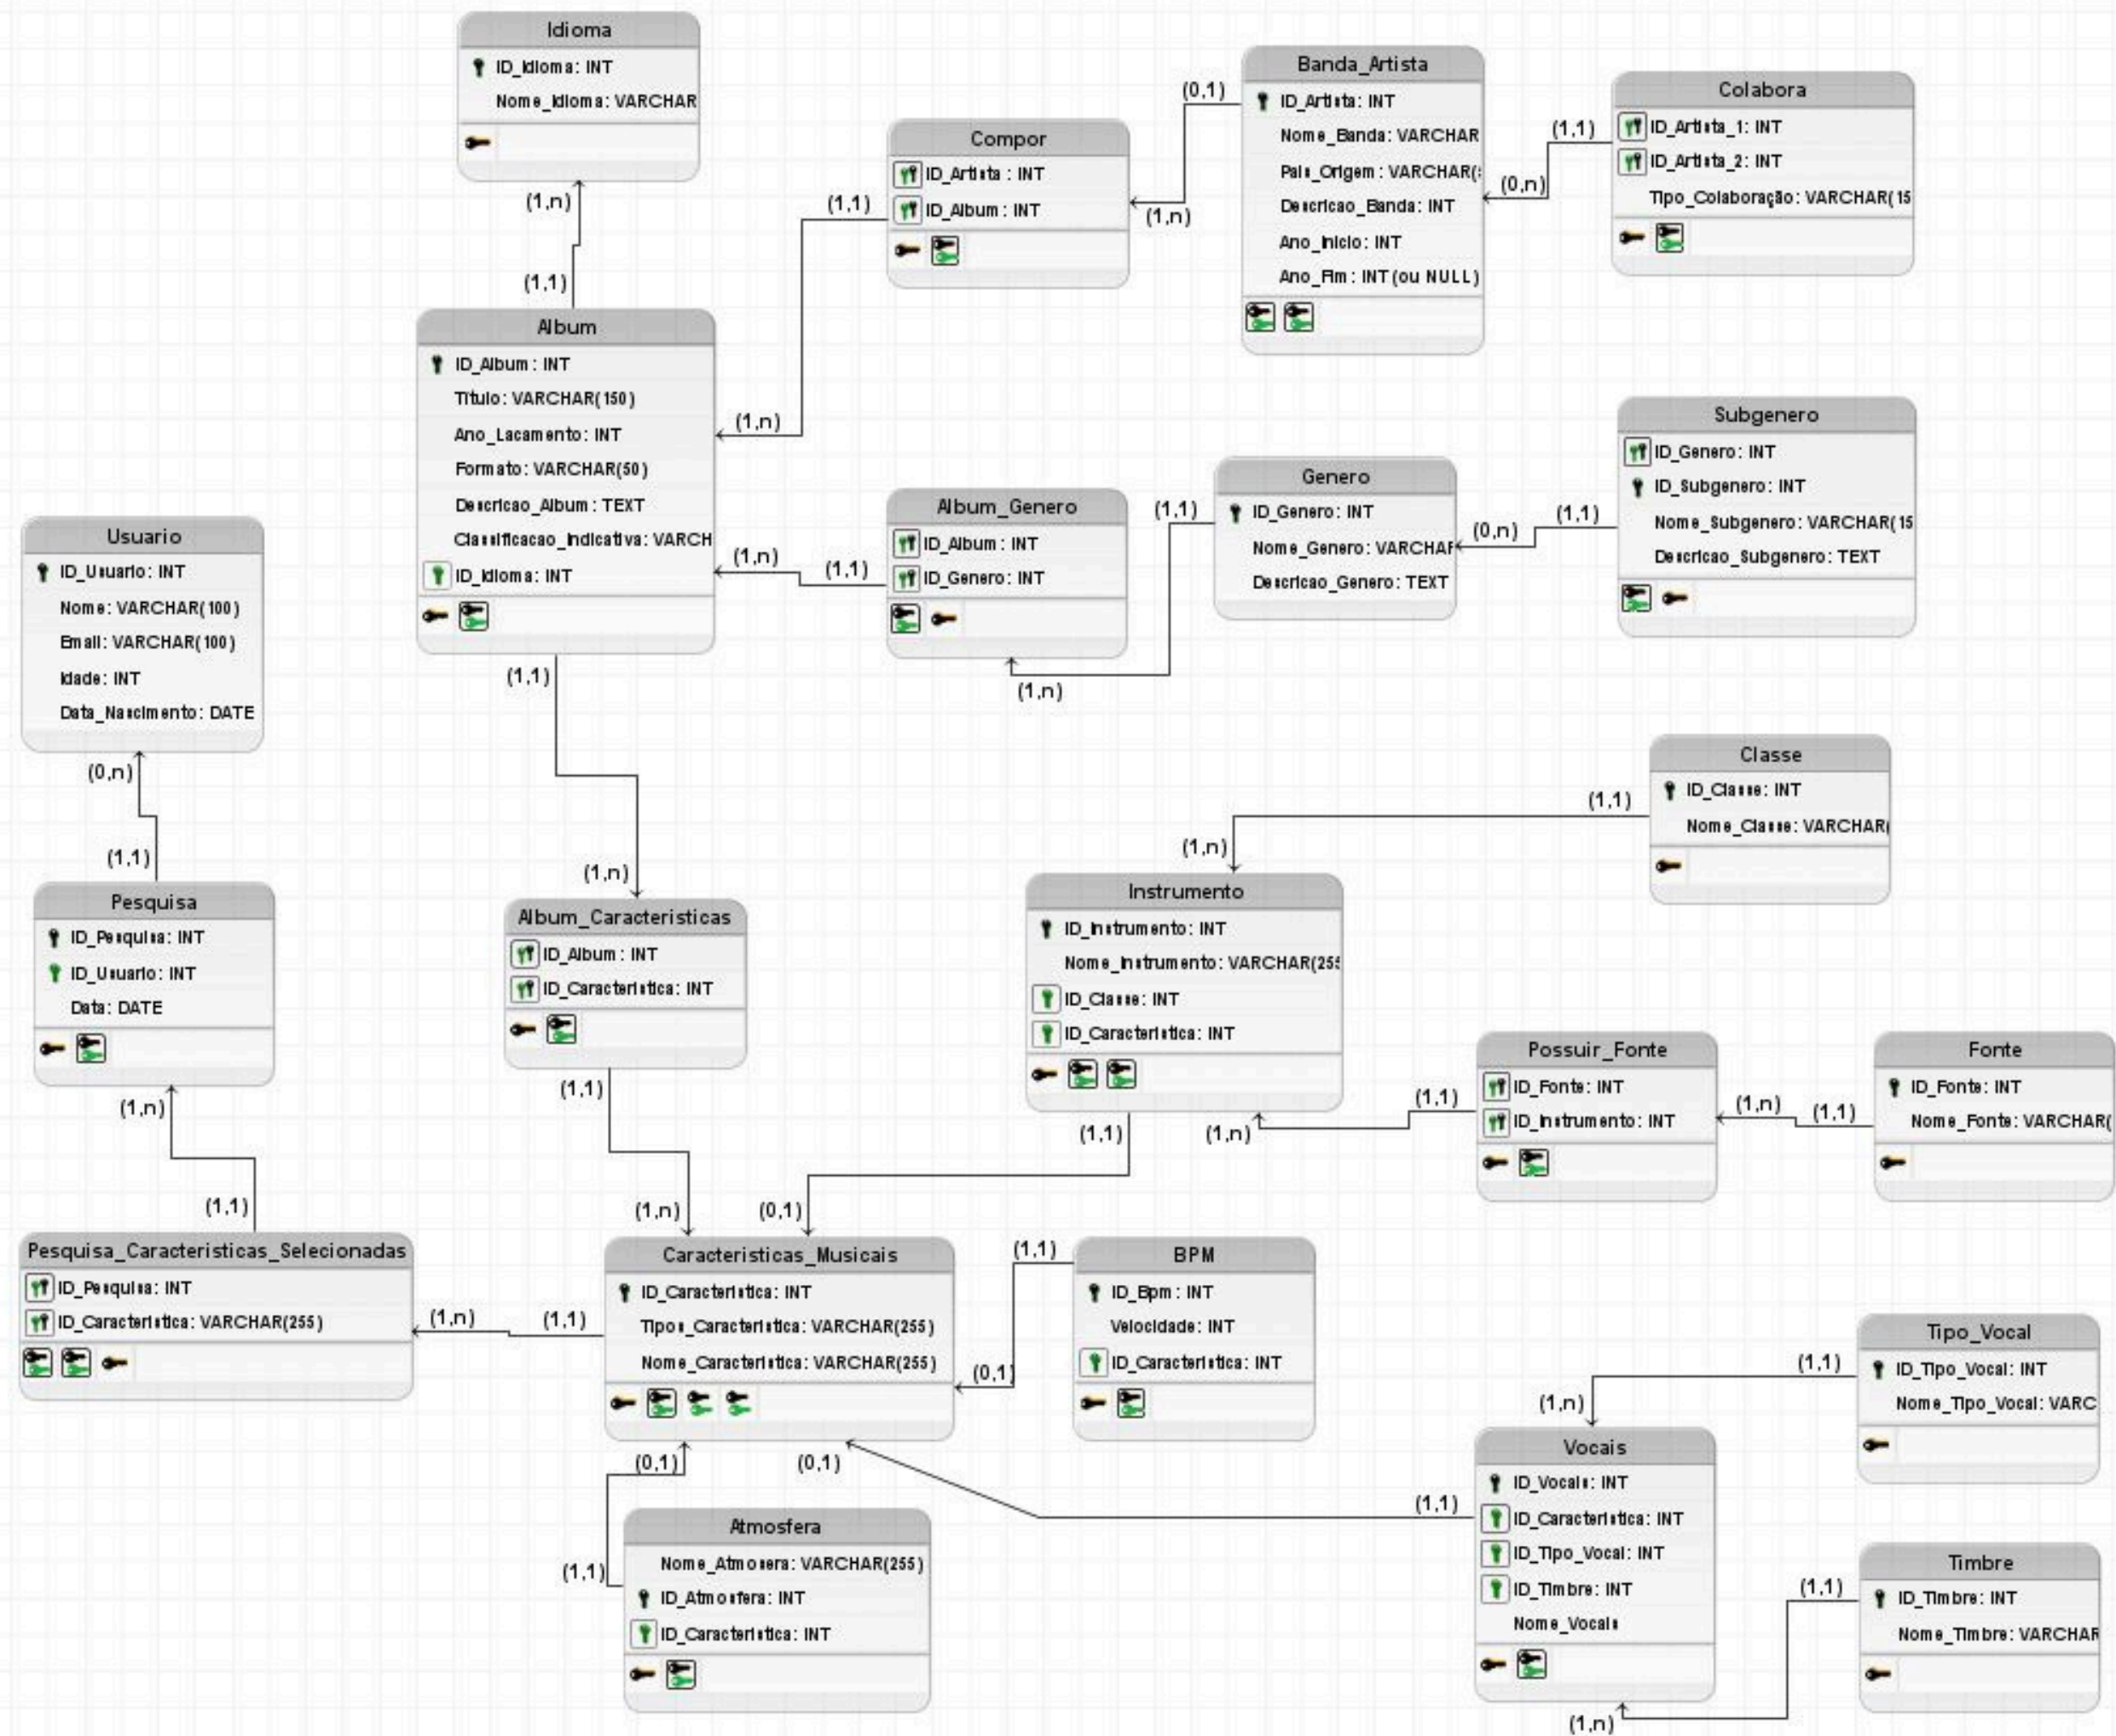 Idioma
ID_Idioma: INT
Nome_Idioma: VARCHAR
(1,n)
(1,1)
Banda_Artista
ID_Artista: INT
Nome_Banda: VARCHAR
Pais_Origem: VARCHAR(
Descricao_Banda: INT
Ano_Inicio: INT
Ano_Fim: INT (ou NULL)
(0,1)
(1,n)
Colabora
ID_Artista_1: INT
ID_Artista_2: INT
Tipo_Colaboração: VARCHAR(15
(1,1)
(0,n)
Compor
ID_Artista : INT
ID_Album: INT
(1,1)
(1,n)
Album
ID_Album: INT
Título: VARCHAR(150)
Ano_Lacamento: INT
Formato: VARCHAR(50)
Descricao_Album: TEXT
Classificacao_Indicativa: VARCH
ID_Idioma: INT
(1,n)
(1,1)
Album_Genero
ID_Album: INT
ID_Genero: INT
(1,1)
(1,n)
Genero
ID_Genero: INT
Nome_Genero: VARCHAR
Descricao_Genero: TEXT
(0,n)
(1,1)
Subgenero
ID_Genero: INT
ID_Subgenero: INT
Nome_Subgenero: VARCHAR(15
Descricao_Subgenero: TEXT
Usuario
ID_Usuario: INT
Nome: VARCHAR(100)
Email: VARCHAR(100)
Idade: INT
Data_Nascimento: DATE
(0,n)
(1,1)
(1,1)
(1,n)
Classe
ID_Classe: INT
Nome_Classe: VARCHAR(
(1,1)
(1,n)
Pesquisa
ID_Pesquisa: INT
ID_Usuario: INT
Data: DATE
(1,n)
(1,1)
Album_Caracteristicas
ID_Album: INT
ID_Caracteristica: INT
(1,1)
(1,n)
Instrumento
ID_Instrumento: INT
Nome_Instrumento: VARCHAR(255
ID_Classe: INT
ID_Caracteristica: INT
(1,1)
(0,1)
(1,n)
(1,1)
Possuir_Fonte
ID_Fonte: INT
ID_Instrumento: INT
(1,n)
(1,1)
Fonte
ID_Fonte: INT
Nome_Fonte: VARCHAR(
Pesquisa_Caracteristicas_Selecionadas
ID_Pesquisa: INT
ID_Caracteristica: VARCHAR(255)
(1,n)
(1,1)
Caracteristicas_Musicais
ID_Caracteristica: INT
Tipos_Caracteristica: VARCHAR(255)
Nome_Caracteristica: VARCHAR(255)
(1,1)
(0,1)
BPM
ID_Bpm: INT
Velocidade: INT
ID_Caracteristica: INT
(0,1)
(0,1)
(1,1)
(1,1)
Atmosfera
Nome_Atmosera: VARCHAR(255)
ID_Atmosfera: INT
ID_Caracteristica: INT
Tipo_Vocal
ID_Tipo_Vocal: INT
Nome_Tipo_Vocal: VARC
(1,1)
(1,n)
Vocais
ID_Vocais: INT
ID_Caracteristica: INT
ID_Tipo_Vocal: INT
ID_Timbre: INT
Nome_Vocais
Timbre
ID_Timbre: INT
Nome_Timbre: VARCHAR
(1,1)
(1,n)